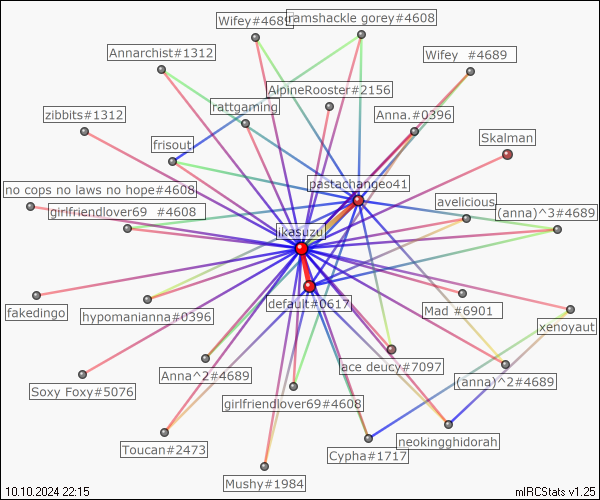 Wifey#4689
ramshackle gorey#4608
Annarchist#1312
Wifey #4689
AlpineRooster#2156
rattgaming
zibbits#1312
Anna.#0396
frisout
Skalman
no cops no laws no hope#4608
pastachangeo41
girlfriendlover69 #4608
avelicious
(anna)^3#4689
ikasuzu
default#0617
fakedingo
hypomanianna#0396
Mad #6901
xenoyaut
Anna^2#4689
ace deucy#7097
(anna)^2#4689
Soxy Foxy#5076
girlfriendlover69#4608
Toucan#2473
Cypha#1717
neokingghidorah
Mushy#1984
10.10.2024 22:15
mIRCStats v1.25